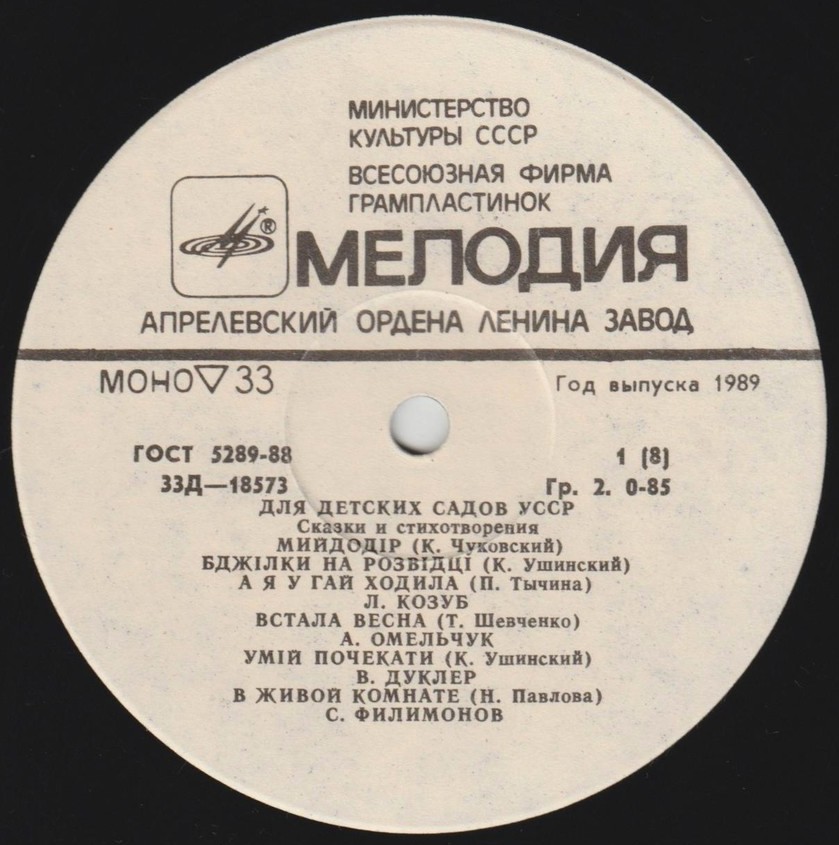 МИНИСТЕРСТВО
КУЛЬТУРЫ СССР
ВСЕСОЮЗНАЯ ФИРМА
ГРАМПЛАСТИНОК
®
МЕЛОДИЯ
АПРЕЛЕВСКИЙ ОРДЕНА ЛЕНИНА ЗАВОД
МОНО ▽ 33 Год выпуска 1989
ГОСТ 5289-88 1 (8)
33Д—18573 Гр. 2. 0-85
ДЛЯ ДЕТСКИХ САДОВ УССР
Сказки и стихотворения
МИЙДОДІР (К. Чуковский)
БДЖІЛКИ НА РОЗВІДЦІ (К. Ушинский)
А Я У ГАЙ ХОДИЛА (П. Тычина)
Л. КОЗУБ
ВСТАЛА ВЕСНА (Т. Шевченко)
А. ОМЕЛЬЧУК
УМІЙ ПОЧЕКАТИ (К. Ушинский)
В. ДУКЛЕР
В ЖИВОЙ КОМНАТЕ (Н. Павлова)
С. ФИЛИМОНОВ